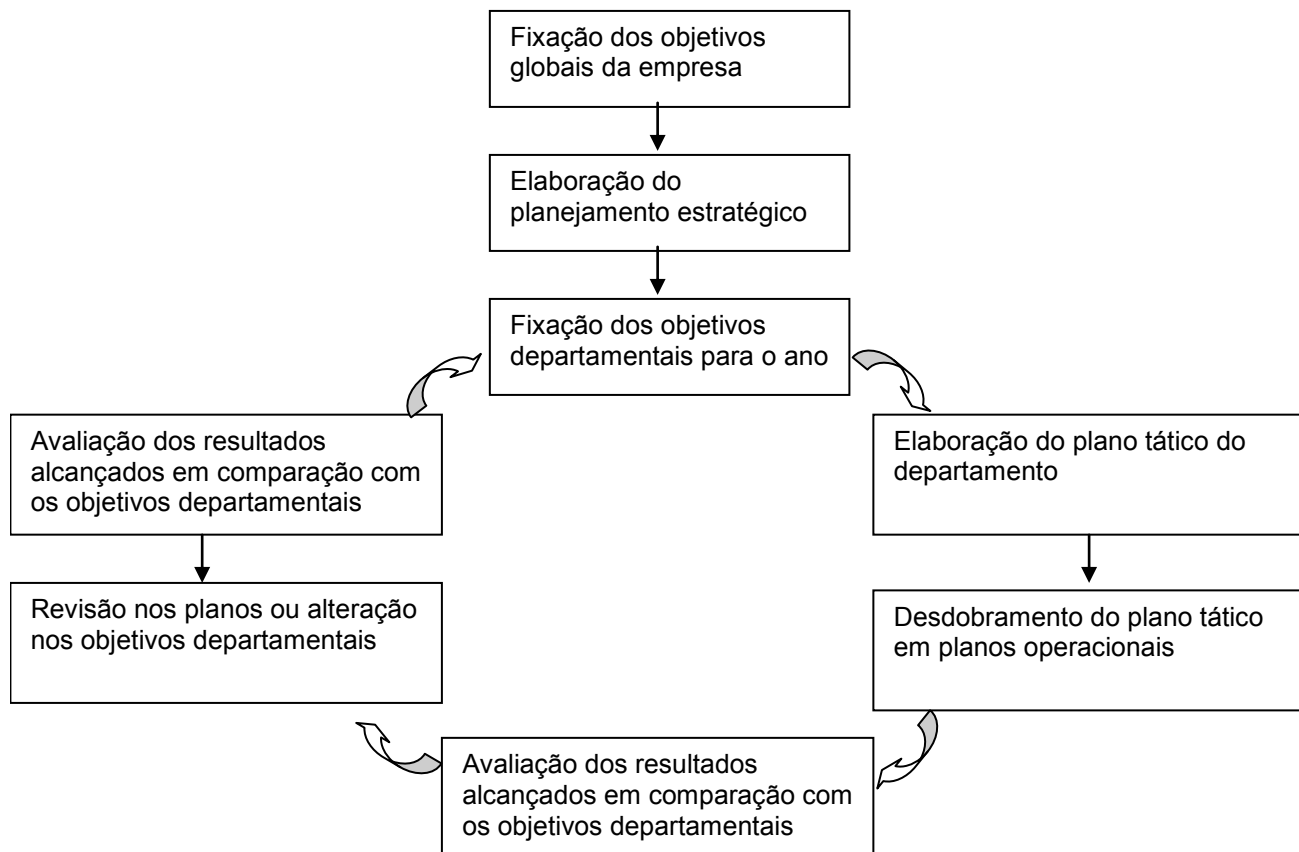 Fixação dos objetivos
globais da empresa
Elaboração do
planejamento estratégico
Fixação dos objetivos
departamentais para o ano
Avaliação dos resultados
alcançados em comparação com
os objetivos departamentais
Elaboração do plano tático do
departamento
Revisão nos planos ou alteração
nos objetivos departamentais
Desdobramento do plano tático
em planos operacionais
Avaliação dos resultados
alcançados em comparação com
os objetivos departamentais